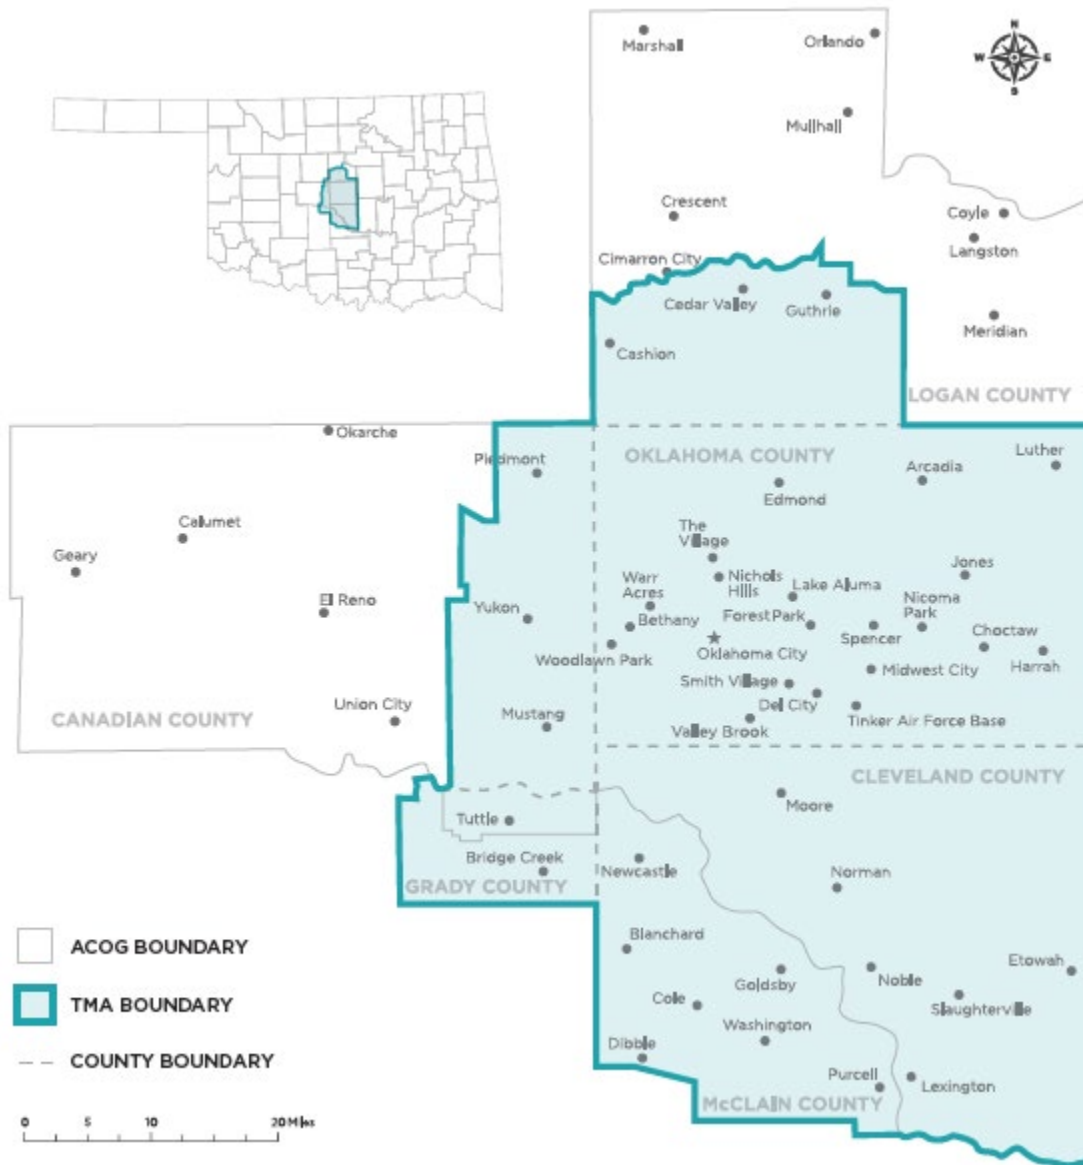 N
W E
S
Marshall
Orlando
Mullhall
Crescent
Coyle
Langston
Cimarron City
Cedar Valley
Guthrie
Meridian
Cashion
LOGAN COUNTY
Okarche
Piedmont
OKLAHOMA COUNTY
Arcadia
Luther
Edmond
Calumet
Geary
The
Village
Nichols
Hills
Warr
Acres
Lake Aluma
Jones
Nicoma
Park
El Reno
Yukon
Bethany
Forest Park
Spencer
Choctaw
Woodlawn Park
Oklahoma City
Midwest City
Harrah
Smith Village
Del City
Union City
CANADIAN COUNTY
Mustang
Valley Brook
Tinker Air Force Base
CLEVELAND COUNTY
Moore
Tuttle
Bridge Creek
Newcastle
Norman
GRADY COUNTY
Blanchard
Goldsby
Noble
Etowah
Cole
Slaughterville
Washington
Dibble
Purcell
Lexington
McCLAIN COUNTY
ACOG BOUNDARY
TMA BOUNDARY
COUNTY BOUNDARY
0 5 10 20 Miles